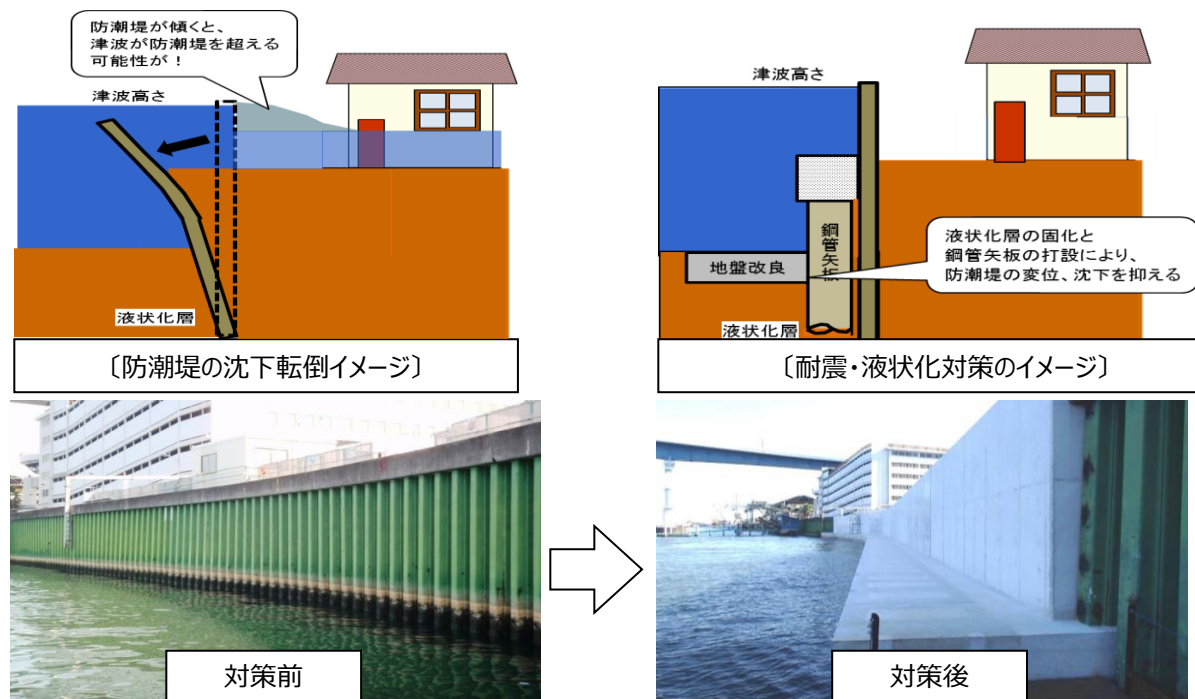 防潮堤が傾くと、
津波が防潮堤を超える
可能性が！
津波高さ
液状化層
〔防潮堤の沈下転倒イメージ〕
津波高さ
鋼管矢板
地盤改良
液状化層の固化と
鋼管矢板の打設により、
防潮堤の変位、沈下を抑える
液状化層
〔耐震・液状化対策のイメージ〕
対策前
対策後